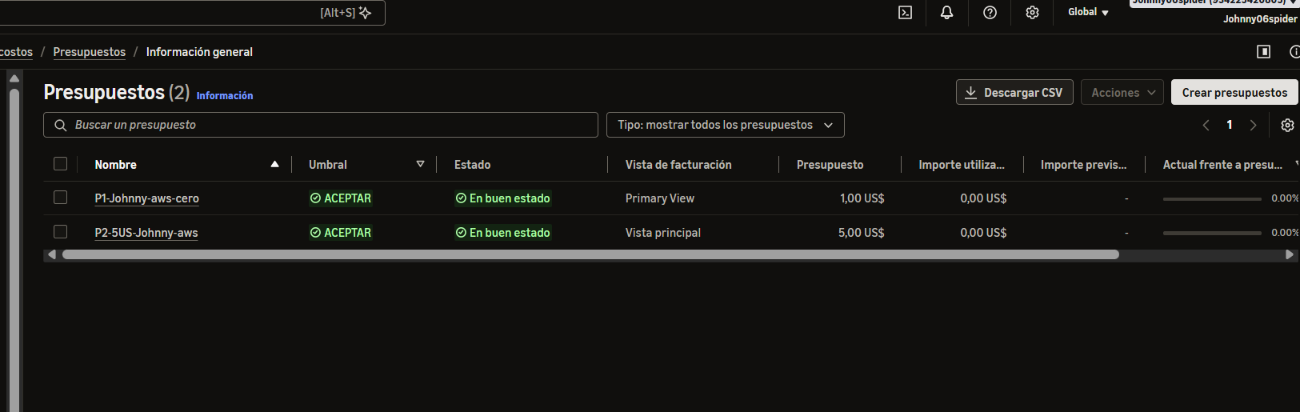 [Alt+S]
Global
Johnny06spider
costos / Presupuestos / Información general
Presupuestos (2) Información
Descargar CSV
Acciones
Crear presupuestos
Buscar un presupuesto
Tipo: mostrar todos los presupuestos
1
Nombre Umbral Estado Vista de facturación Presupuesto Importe utiliza... Importe previs... Actual frente a presu...
P1-Johnny-aws-cero ACEPTAR En buen estado Primary View 1,00 US$ 0,00 US$ - 0.00%
P2-5US-Johnny-aws ACEPTAR En buen estado Vista principal 5,00 US$ 0,00 US$ - 0.00%